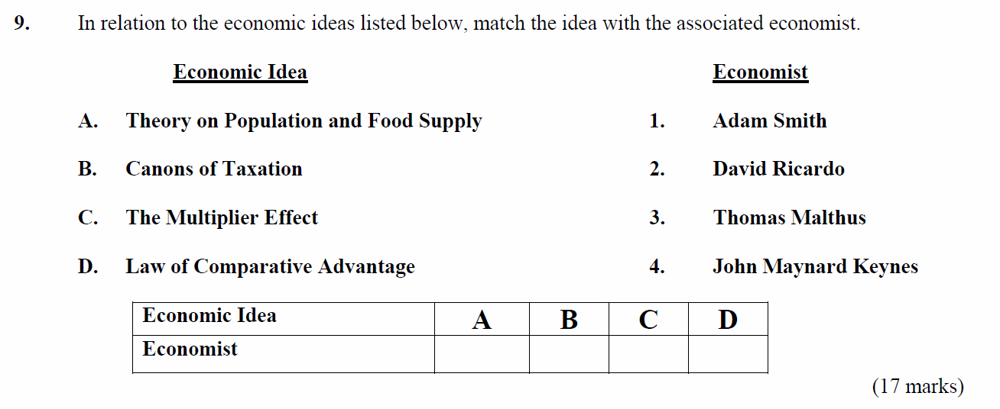 9. In relation to the economic ideas listed below, match the idea with the associated economist.
Economic Idea Economist
A. Theory on Population and Food Supply 1. Adam Smith
B. Canons of Taxation 2. David Ricardo
C. The Multiplier Effect 3. Thomas Malthus
D. Law of Comparative Advantage 4. John Maynard Keynes
Economic Idea A B C D
Economist
(17 marks)